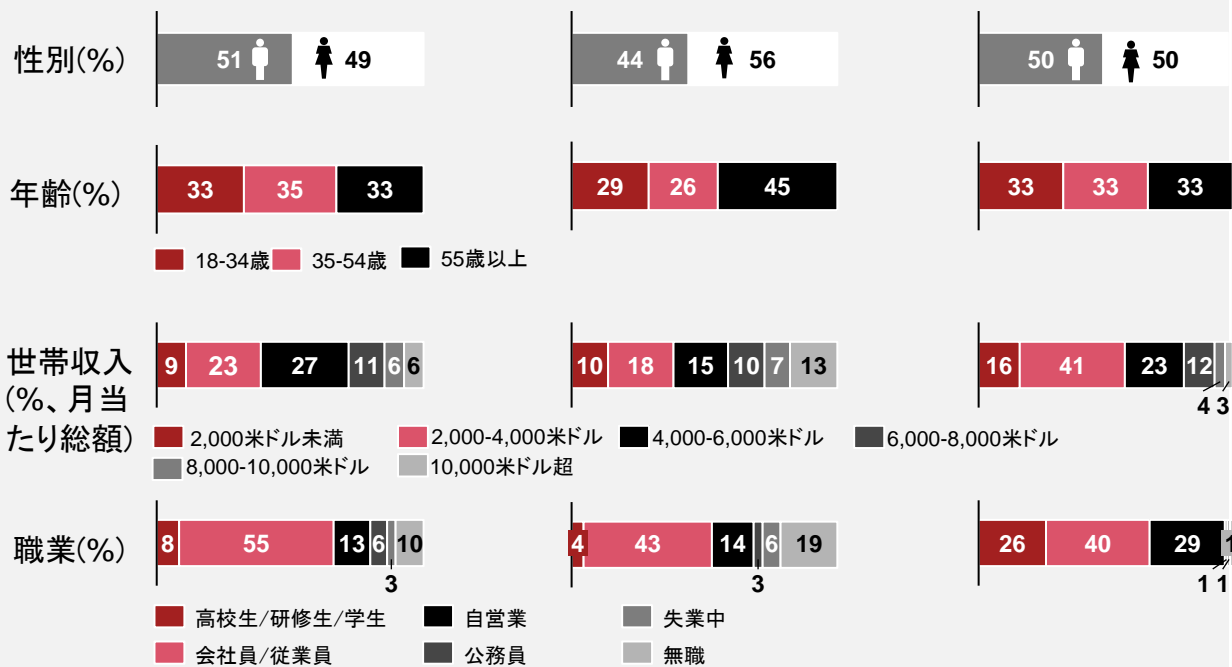 性別(%)
51 49
44 56
50 50
年齢(%)
33 35 33
29 26 45
33 33 33
18-34歳 35-54歳 55歳以上
世帯収入
(%、月当
たり総額)
9 23 27 11 6 6
10 18 15 10 7 13
16 41 23 12
4 3
2,000米ドル未満 2,000-4,000米ドル 4,000-6,000米ドル 6,000-8,000米ドル
8,000-10,000米ドル 10,000米ドル超
職業(%)
8 55 13 6 10
3
4 43 14 6 19
3
26 40 29 1
1 1
高校生/研修生/学生 自営業 失業中
会社員/従業員 公務員 無職